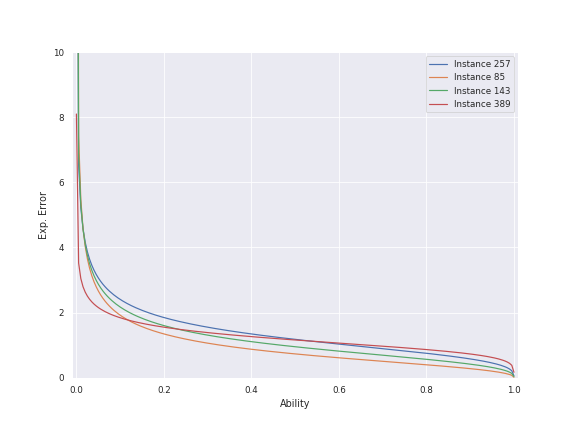 10
8
6
4
2
0
Exp. Error
0.0 0.2 0.4 0.6 0.8 1.0
Ability
Instance 257
Instance 85
Instance 143
Instance 389